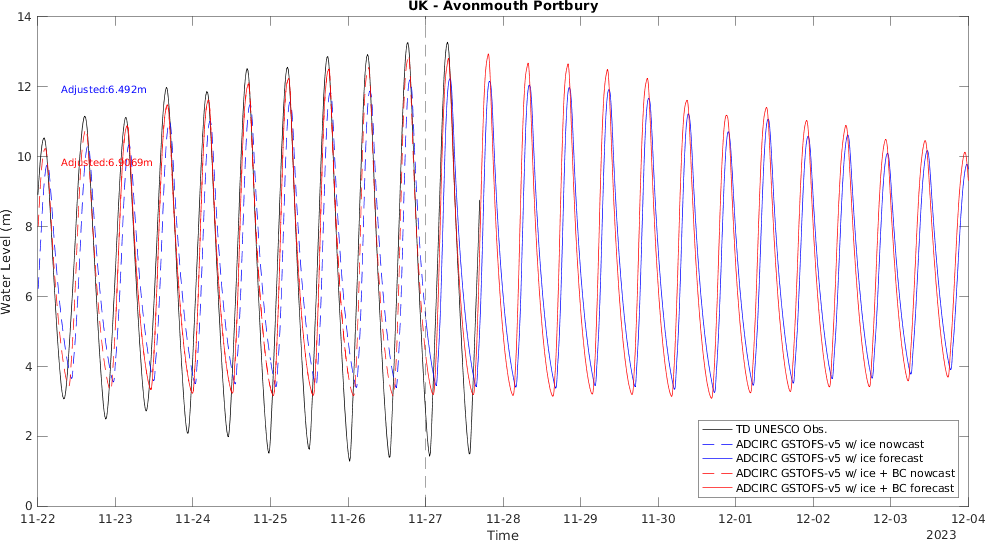 UK - Avonmouth Portbury
14
12
10
8
6
4
2
0
Water Level (m)
Adjusted:6.492m
Adjusted:6.9069m
TD UNESCO Obs.
ADCIRC GSTOFS-v5 w/ ice nowcast
ADCIRC GSTOFS-v5 w/ ice forecast
ADCIRC GSTOFS-v5 w/ ice + BC nowcast
ADCIRC GSTOFS-v5 w/ ice + BC forecast
11-22 11-23 11-24 11-25 11-26 11-27 11-28 11-29 11-30 12-01 12-02 12-03 12-04
Time
2023